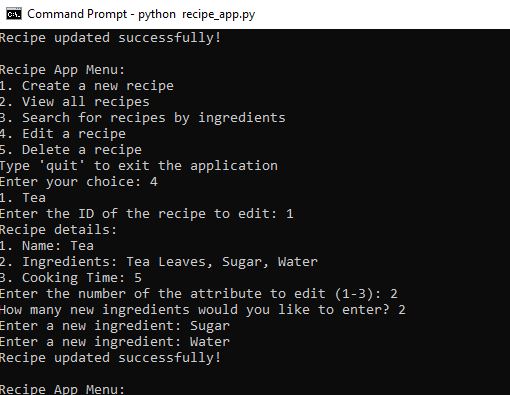 Command Prompt - python recipe_app.py
Recipe updated successfully!
Recipe App Menu:
1. Create a new recipe
2. View all recipes
3. Search for recipes by ingredients
4. Edit a recipe
5. Delete a recipe
Type 'quit' to exit the application
Enter your choice: 4
1. Tea
Enter the ID of the recipe to edit: 1
Recipe details:
1. Name: Tea
2. Ingredients: Tea Leaves, Sugar, Water
3. Cooking Time: 5
Enter the number of the attribute to edit (1-3): 2
How many new ingredients would you like to enter? 2
Enter a new ingredient: Sugar
Enter a new ingredient: Water
Recipe updated successfully!
Recipe App Menu: